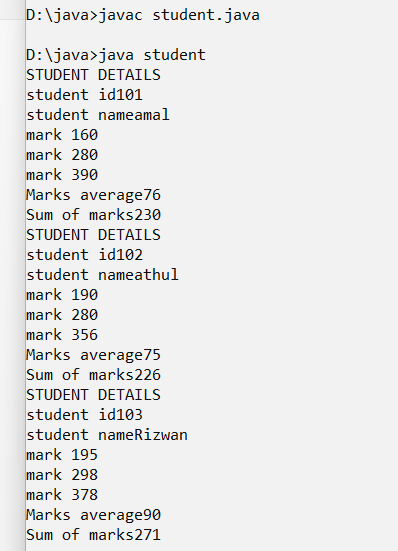 D:\java>javac student.java
D:\java>java student
STUDENT DETAILS
student id101
student nameamal
mark 160
mark 280
mark 390
Marks average76
Sum of marks230
STUDENT DETAILS
student id102
student nameathul
mark 190
mark 280
mark 356
Marks average75
Sum of marks226
STUDENT DETAILS
student id103
student nameRizwan
mark 195
mark 298
mark 378
Marks average90
Sum of marks271